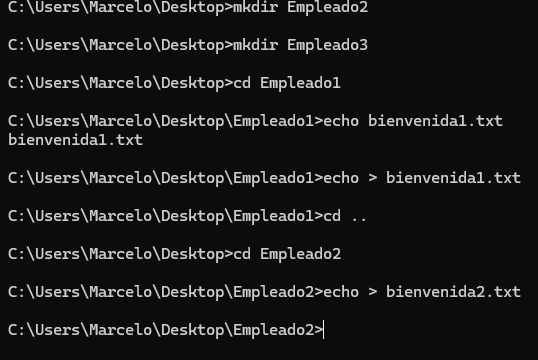 C:\Users\Marcelo\Desktop>mkdir Empleado2
C:\Users\Marcelo\Desktop>mkdir Empleado3
C:\Users\Marcelo\Desktop>cd Empleado1
C:\Users\Marcelo\Desktop\Empleado1>echo bienvenida1.txt
bienvenida1.txt
C:\Users\Marcelo\Desktop\Empleado1>echo > bienvenida1.txt
C:\Users\Marcelo\Desktop\Empleado1>cd ..
C:\Users\Marcelo\Desktop>cd Empleado2
C:\Users\Marcelo\Desktop\Empleado2>echo > bienvenida2.txt
C:\Users\Marcelo\Desktop\Empleado2>